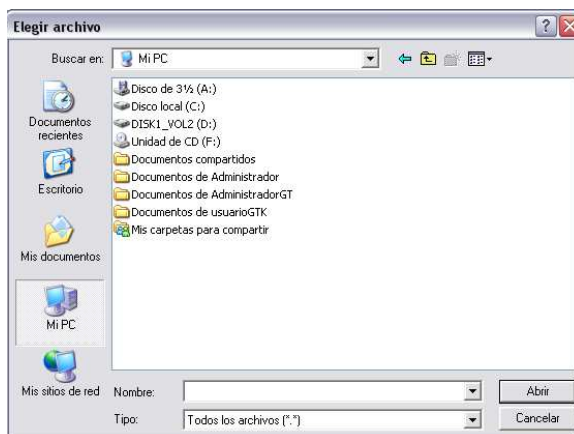 Elegir archivo
Buscar en: Mi PC
Documentos recientes
Escritorio
Mis documentos
Mi PC
Mis sitios de red
Disco de 3½ (A:)
Disco local (C:)
DISK1_VOL2 (D:)
Unidad de CD (F:)
Documentos compartidos
Documentos de Administrador
Documentos de AdministradorGT
Documentos de usuarioGTK
Mis carpetas para compartir
Nombre:
Abrir
Tipo: Todos los archivos (*.*)
Cancelar